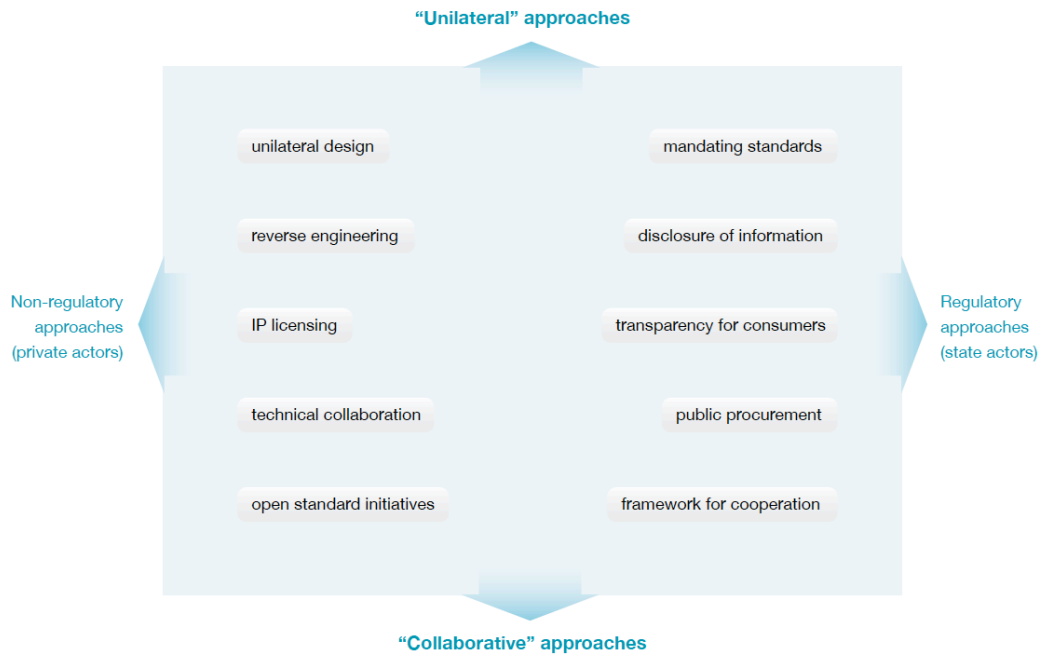 “Unilateral” approaches
unilateral design
mandating standards
reverse engineering
disclosure of information
Non-regulatory
approaches
(private actors)
IP licensing
transparency for consumers
Regulatory
approaches
(state actors)
technical collaboration
public procurement
open standard initiatives
framework for cooperation
“Collaborative” approaches